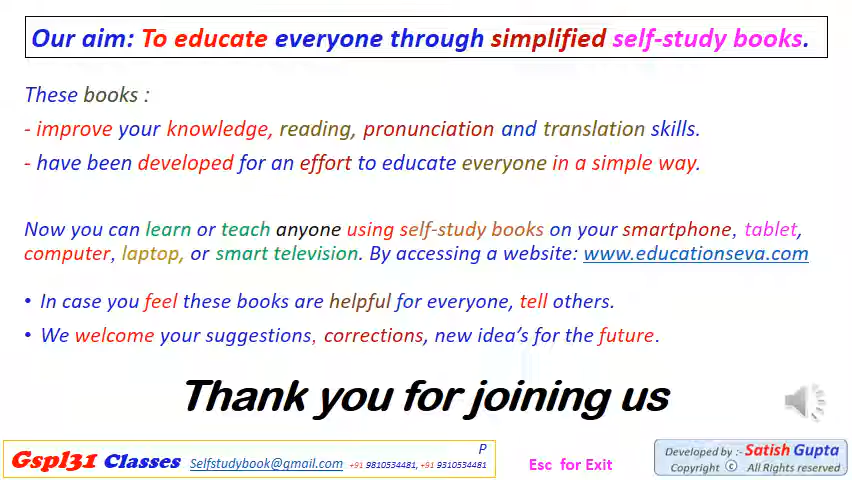 Our aim: To educate everyone through simplified self-study books.
These books :
- improve your knowledge, reading, pronunciation and translation skills.
- have been developed for an effort to educate everyone in a simple way.
Now you can learn or teach anyone using self-study books on your smartphone, tablet,
computer, laptop, or smart television. By accessing a website: www.educationseva.com
• In case you feel these books are helpful for everyone, tell others.
• We welcome your suggestions, corrections, new idea’s for the future.
Thank you for joining us
P
Gspl31 Classes Selfstudybook@gmail.com +91 9810534481, +91 9310534481
Esc for Exit
Developed by :- Satish Gupta
Copyright © All Rights reserved